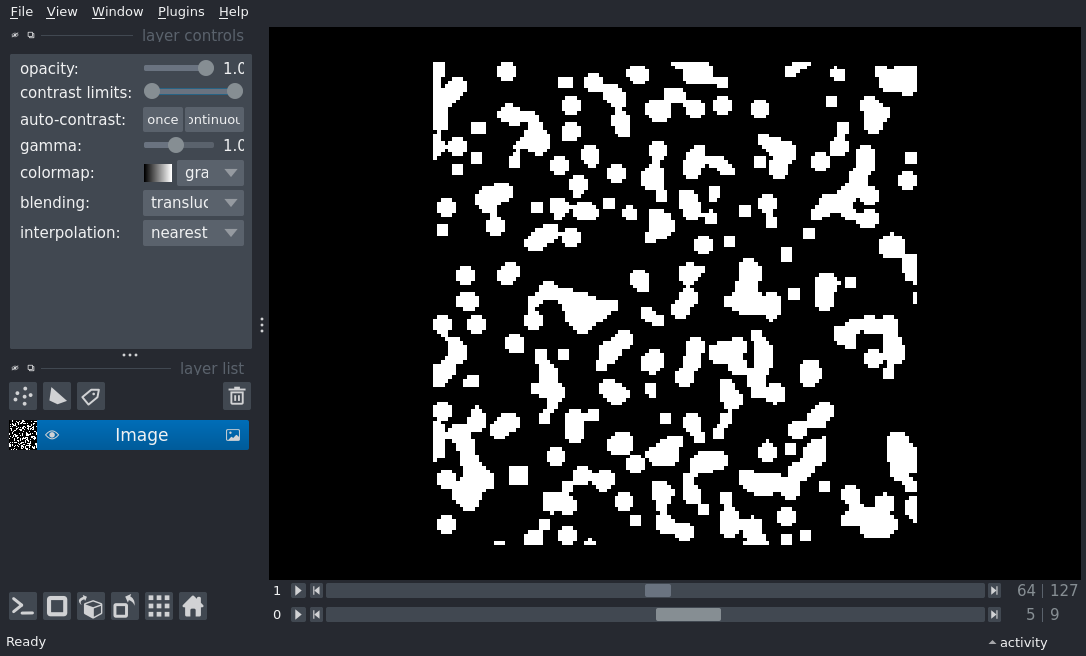 File View Window Plugins Help
layer controls
opacity: 1.0
contrast limits:
auto-contrast: once ontinuou
gamma: 1.0
colormap: gra
blending: transluc
interpolation: nearest
layer list
Image
1 64 | 127
0 5 | 9
Ready activity